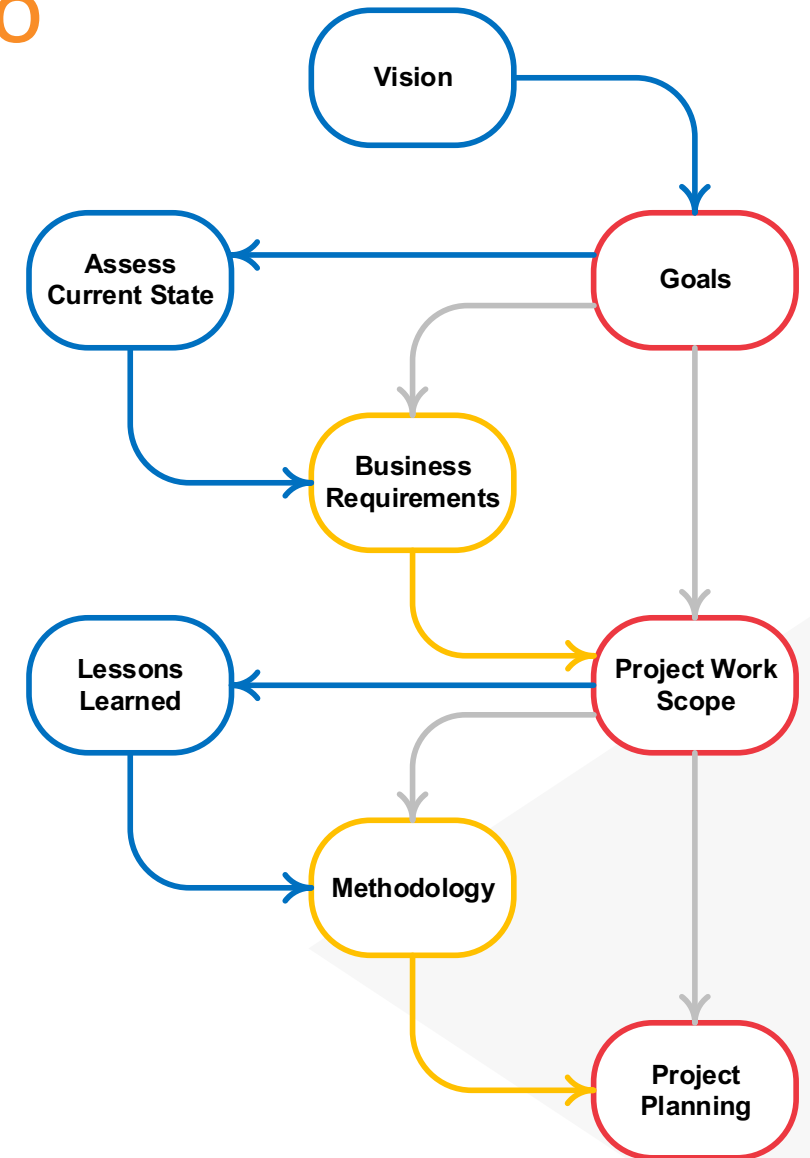 Vision
Assess
Current State
Goals
Business
Requirements
Lessons
Learned
Project Work
Scope
Methodology
Project
Planning